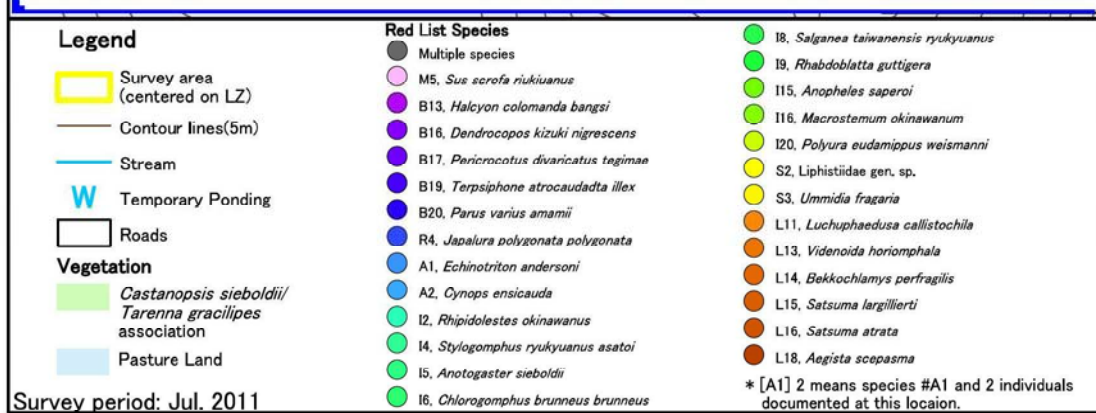 Legend
Survey area
(centered on LZ)
Contour lines(5m)
Stream
W Temporary Ponding
Roads
Vegetation
Castanopsis sieboldii/
Tarenna gracilipes
association
Pasture Land
Survey period: Jul. 2011
Red List Species
Multiple species
M5, Sus scrofa riukiuanus
B13, Halcyon colomanda bangsi
B16, Dendrocopos kizuki nigrescens
B17, Pericrocotus divaricatus tegimae
B19, Terpsiphone atrocaudadta illex
B20, Parus varius amamii
R4, Japalura polygonata polygonata
A1, Echinotriton andersoni
A2, Cynops ensicauda
I2, Rhipidolestes okinawanus
I4, Stylogomphus ryukyuanus asatoi
I5, Anotogaster sieboldii
I6, Chlorogomphus brunneus brunneus
I8, Salganea taiwanensis ryukyuanus
I9, Rhabdoblatta guttigera
I15, Anopheles saperoi
I16, Macrostemum okinawanum
I20, Polyura eudamippus weismanni
S2, Liphistiidae gen. sp.
S3, Ummidia fragaria
L11, Luchuphaedusa callistochila
L13, Videnoida horiomphala
L14, Bekkochlamys perfragilis
L15, Satsuma largillierti
L16, Satsuma atrata
L18, Aegista scepasma
* [A1] 2 means species #A1 and 2 individuals
documented at this locaion.